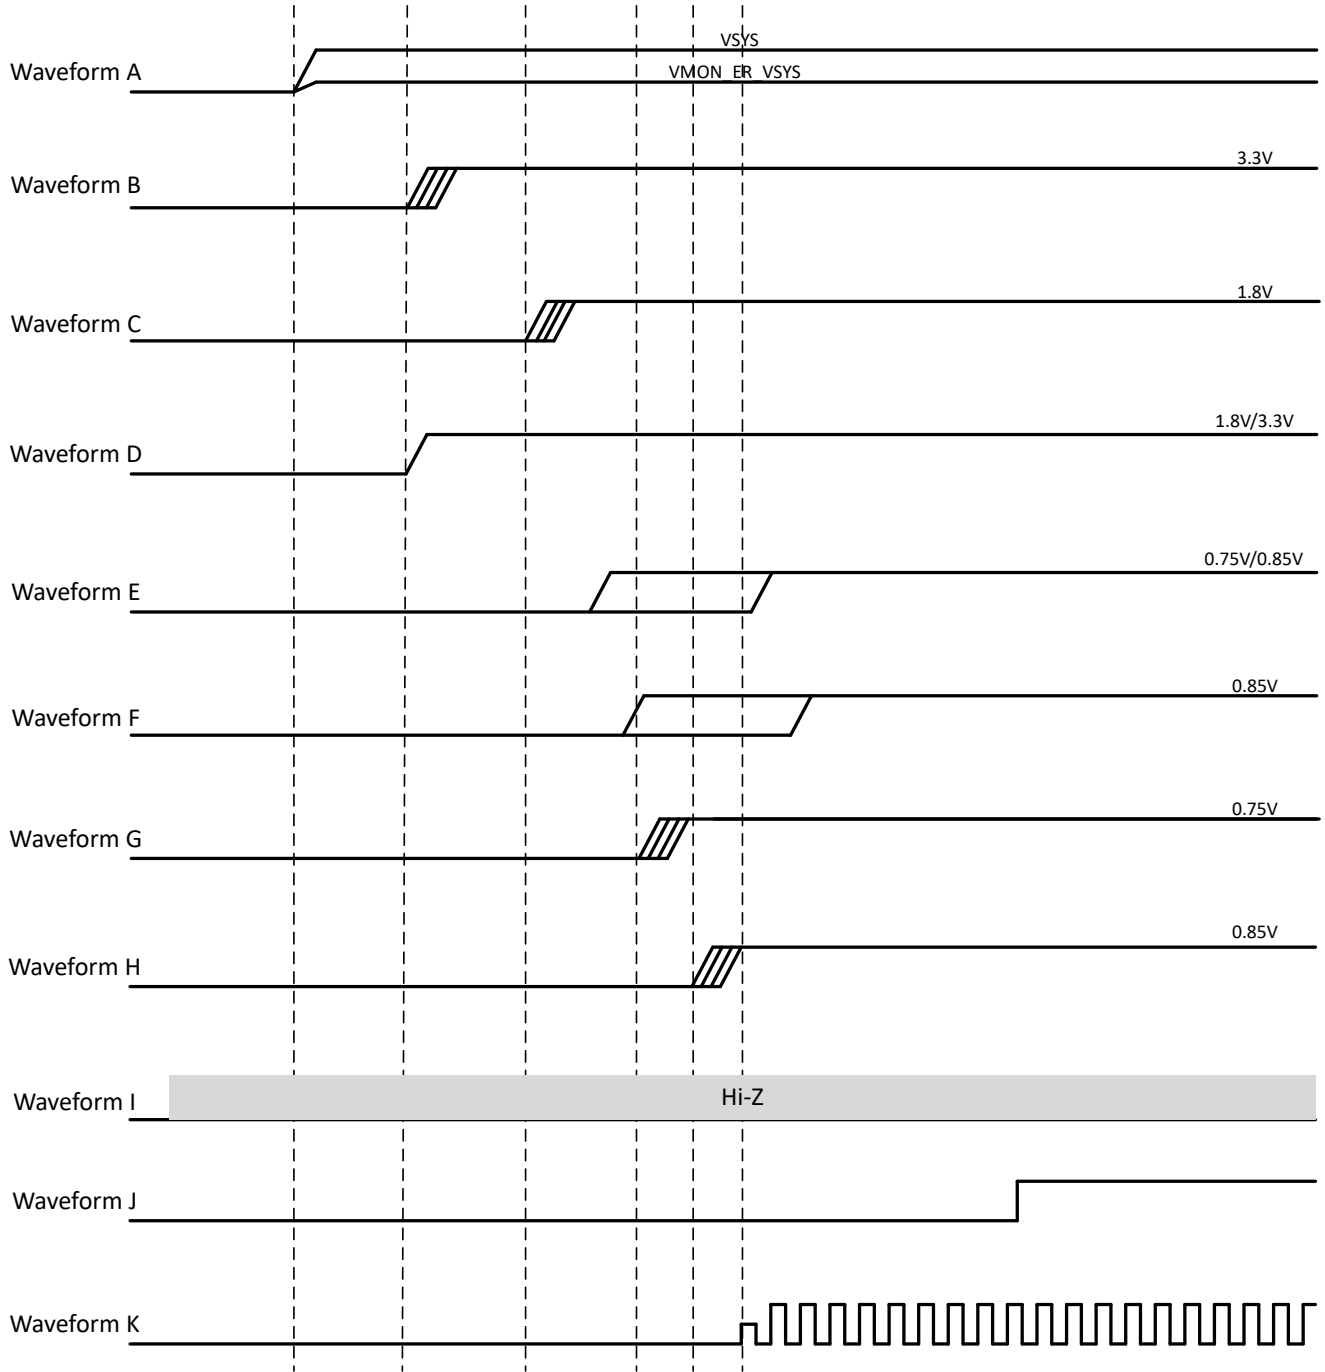 VSYS
Waveform A
VMON_ER_VSYS
3.3V
Waveform B
1.8V
Waveform C
1.8V/3.3V
Waveform D
0.75V/0.85V
Waveform E
0.85V
Waveform F
0.75V
Waveform G
0.85V
Waveform H
Hi-Z
Waveform I
Waveform J
Waveform K